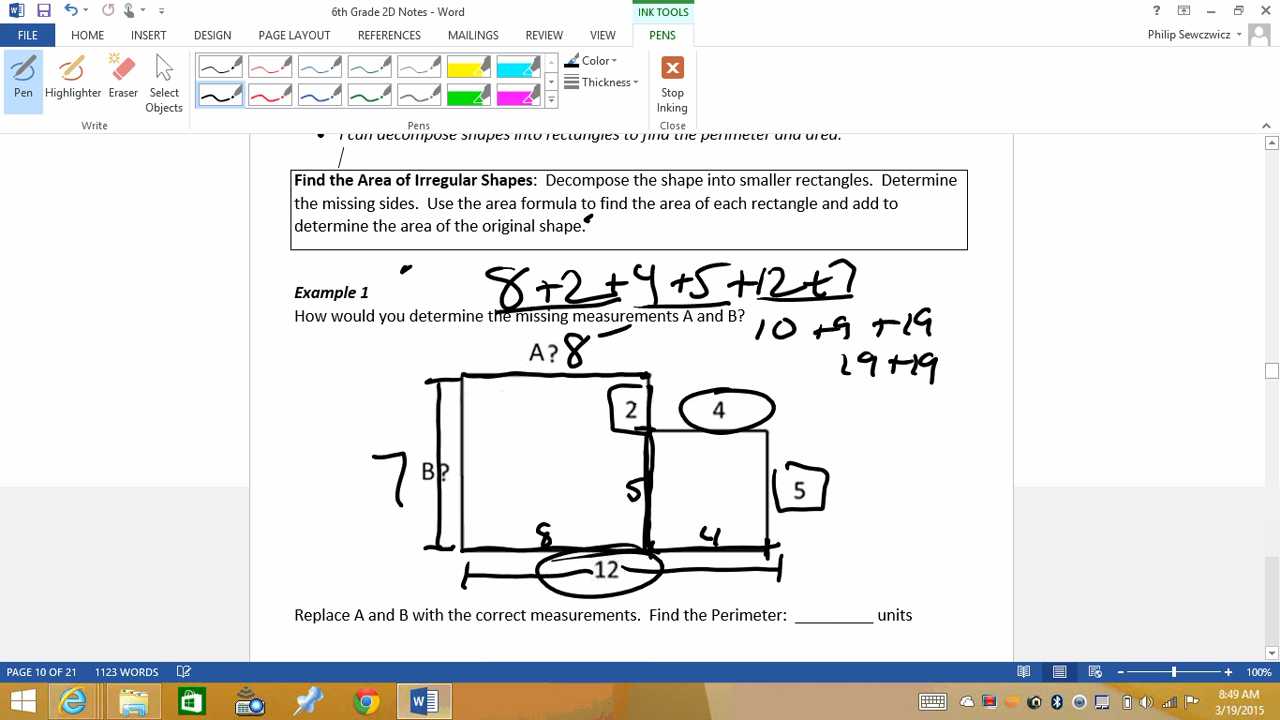 6th Grade 2D Notes - Word
INK TOOLS
?
FILE HOME INSERT DESIGN PAGE LAYOUT REFERENCES MAILINGS REVIEW VIEW PENS
Philip Sewczwicz
Pen Highlighter Eraser Select Objects
Color
Thickness
Stop Inking
Write Pens Close
• I can decompose shapes into rectangles to find the perimeter and area.
Find the Area of Irregular Shapes: Decompose the shape into smaller rectangles. Determine
the missing sides. Use the area formula to find the area of each rectangle and add to
determine the area of the original shape.
8+2+4+5+12+7
Example 1
How would you determine the missing measurements A and B?
10 +9 +19
A? 8
19+19
2
4
7
B?
5
5
8
4
12
Replace A and B with the correct measurements. Find the Perimeter: _________ units
PAGE 10 OF 21 1123 WORDS
100%
8:49 AM
3/19/2015